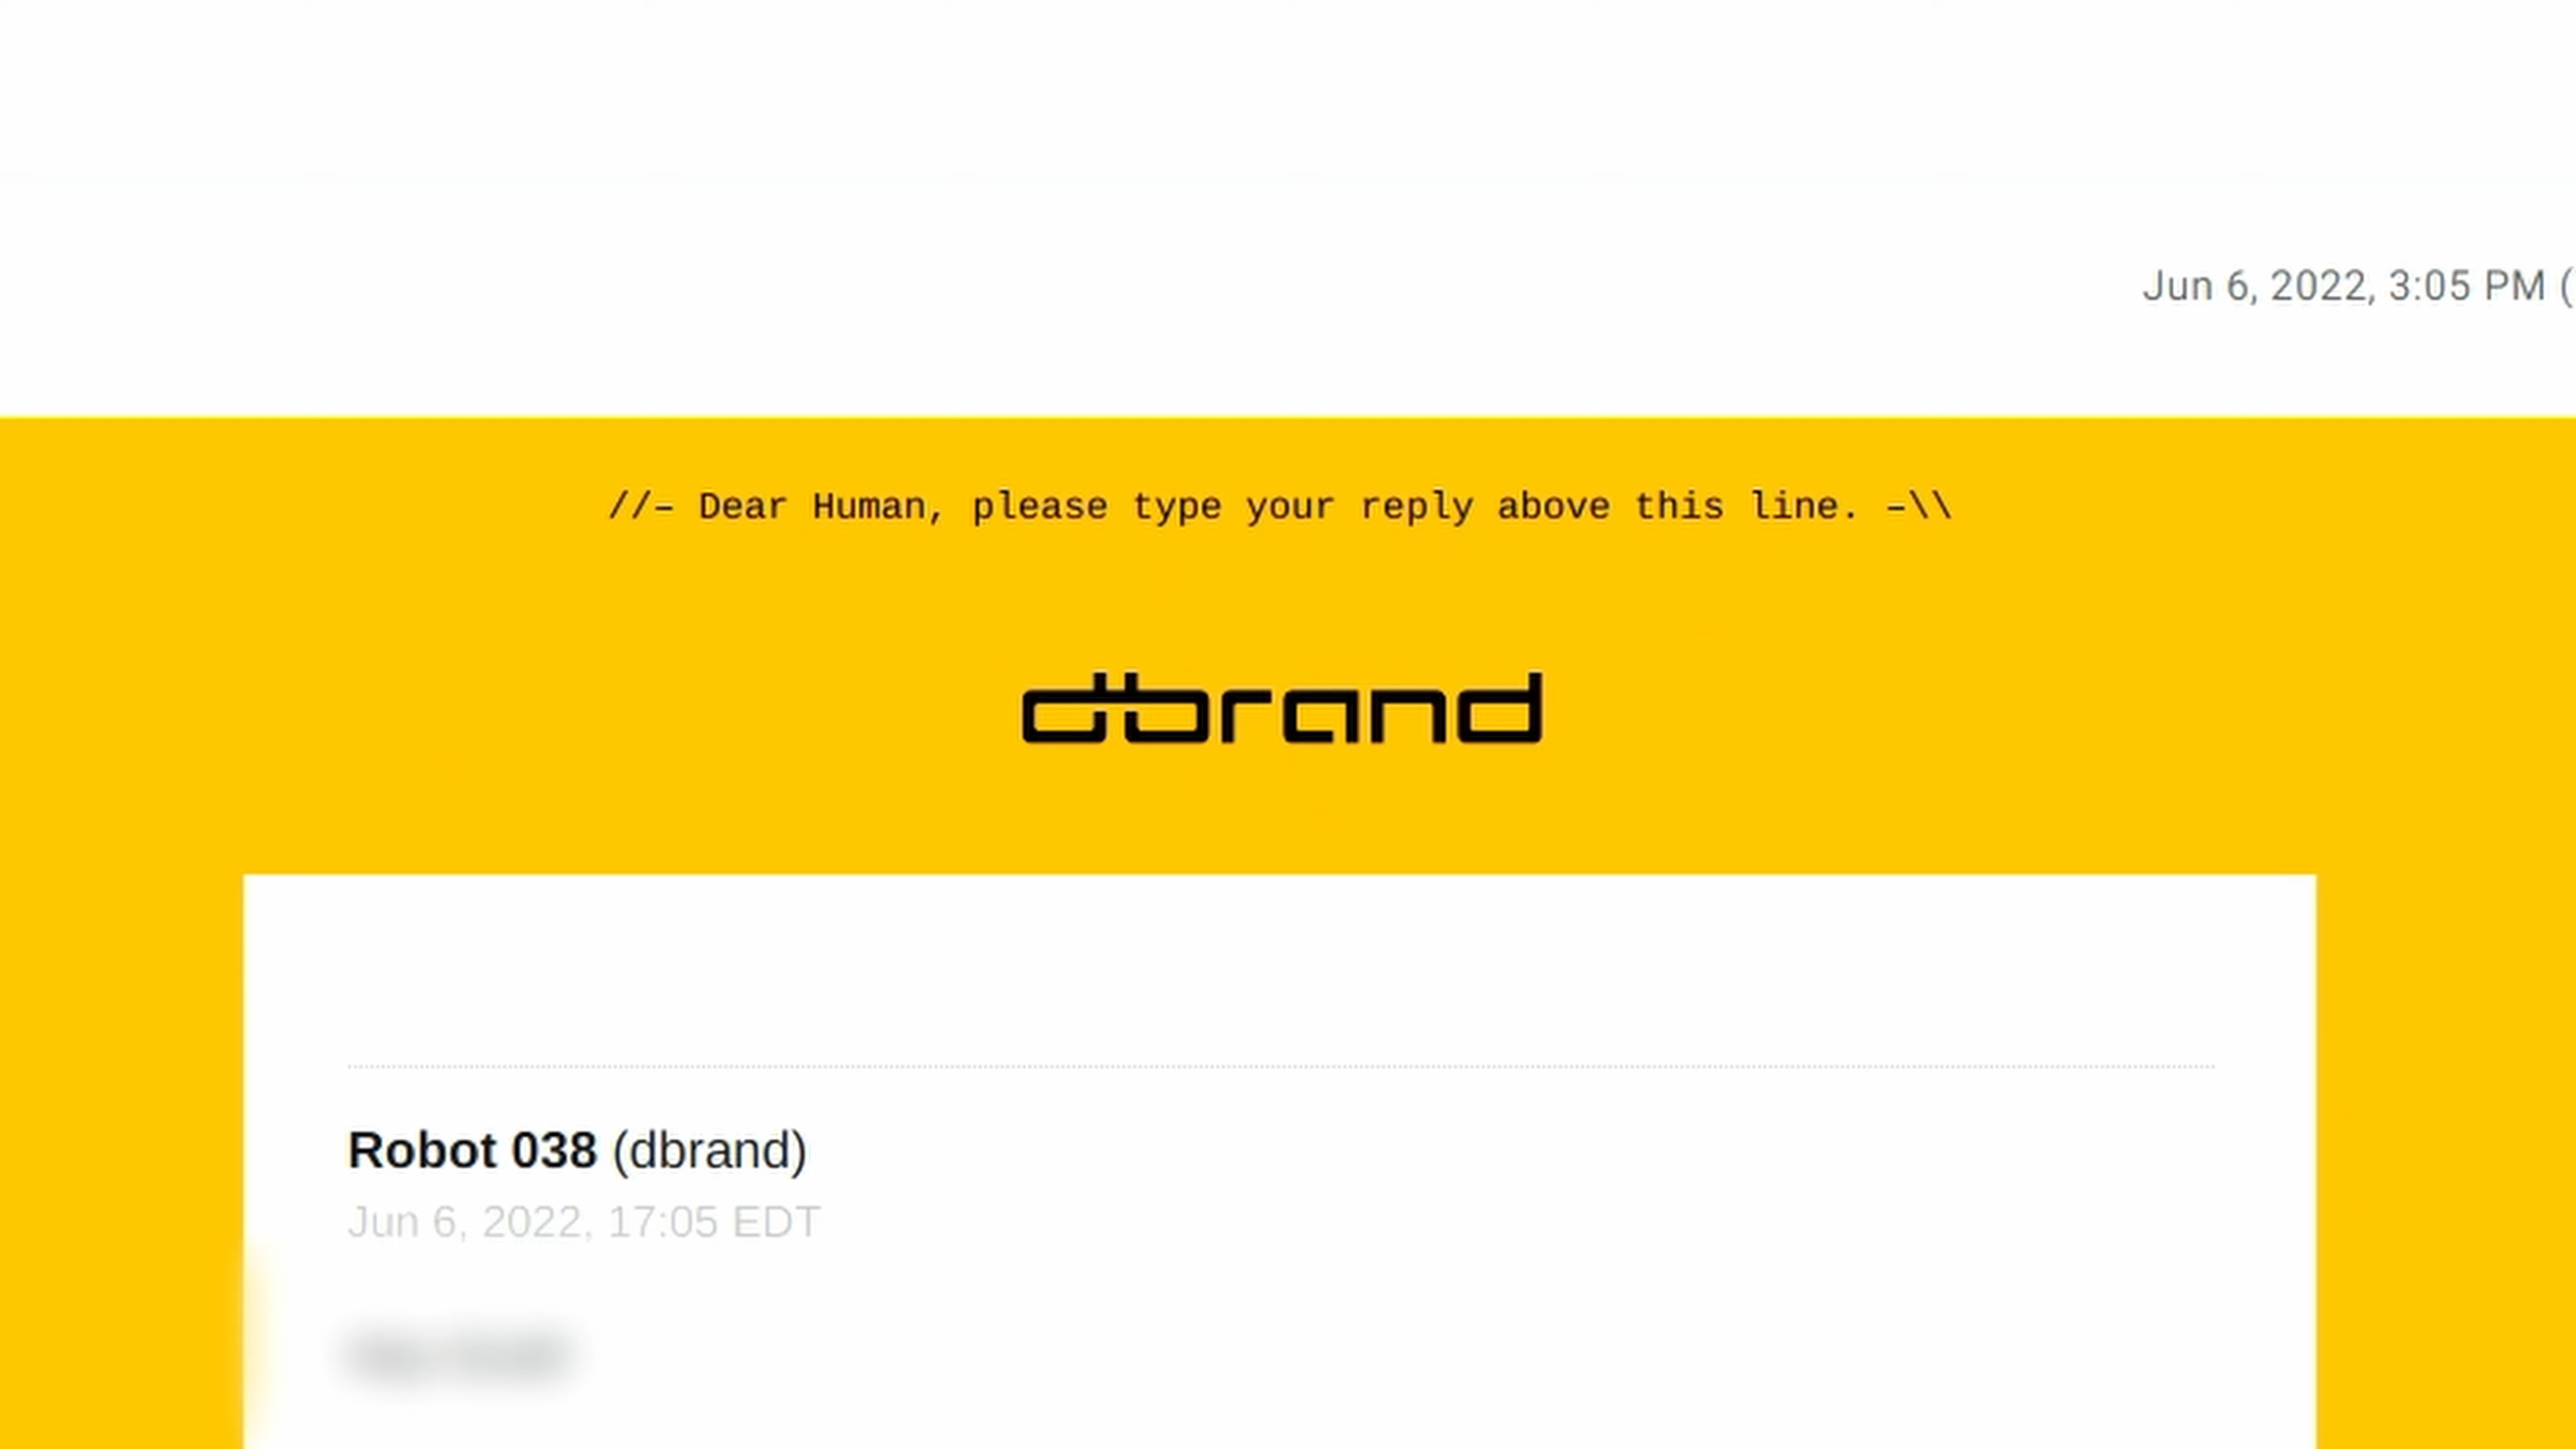 Jun 6, 2022, 3:05 PM (
//– Dear Human, please type your reply above this line. –\\
dbrand
Robot 038 (dbrand)
Jun 6, 2022, 17:05 EDT